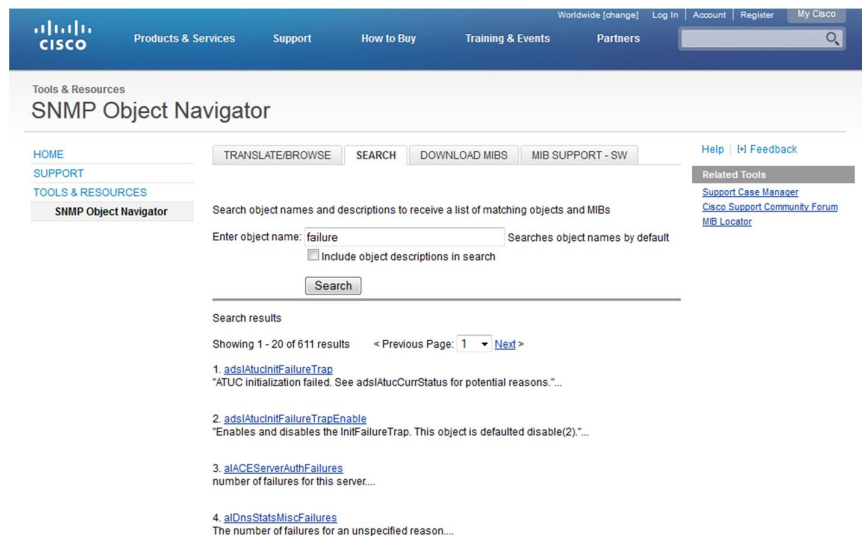 Worldwide [change] Log In Account Register My Cisco
CISCO
Products & Services Support How to Buy Training & Events Partners
Tools & Resources
SNMP Object Navigator
HOME
SUPPORT
TOOLS & RESOURCES
SNMP Object Navigator
TRANSLATE/BROWSE SEARCH DOWNLOAD MIBS MIB SUPPORT - SW
Help | [+] Feedback
Related Tools
Support Case Manager
Cisco Support Community Forum
MIB Locator
Search object names and descriptions to receive a list of matching objects and MIBs
Enter object name: failure Searches object names by default
Include object descriptions in search
Search
Search results
Showing 1 - 20 of 611 results < Previous Page: 1 Next >
1. adslAtucInitFailureTrap
"ATUC initialization failed. See adslAtucCurrStatus for potential reasons."...
2. adslAtucInitFailureTrapEnable
"Enables and disables the InitFailureTrap. This object is defaulted disable(2)."...
3. alACEServerAuthFailures
number of failures for this server....
4. alDnsStatsMiscFailures
The number of failures for an unspecified reason....